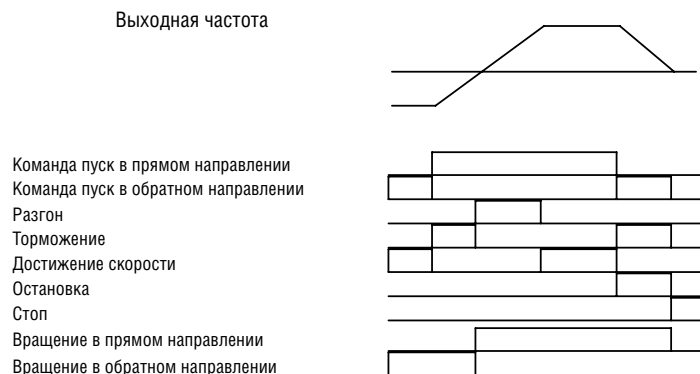 Выходная частота
Команда пуск в прямом направлении
Команда пуск в обратном направлении
Разгон
Торможение
Достижение скорости
Остановка
Стоп
Вращение в прямом направлении
Вращение в обратном направлении